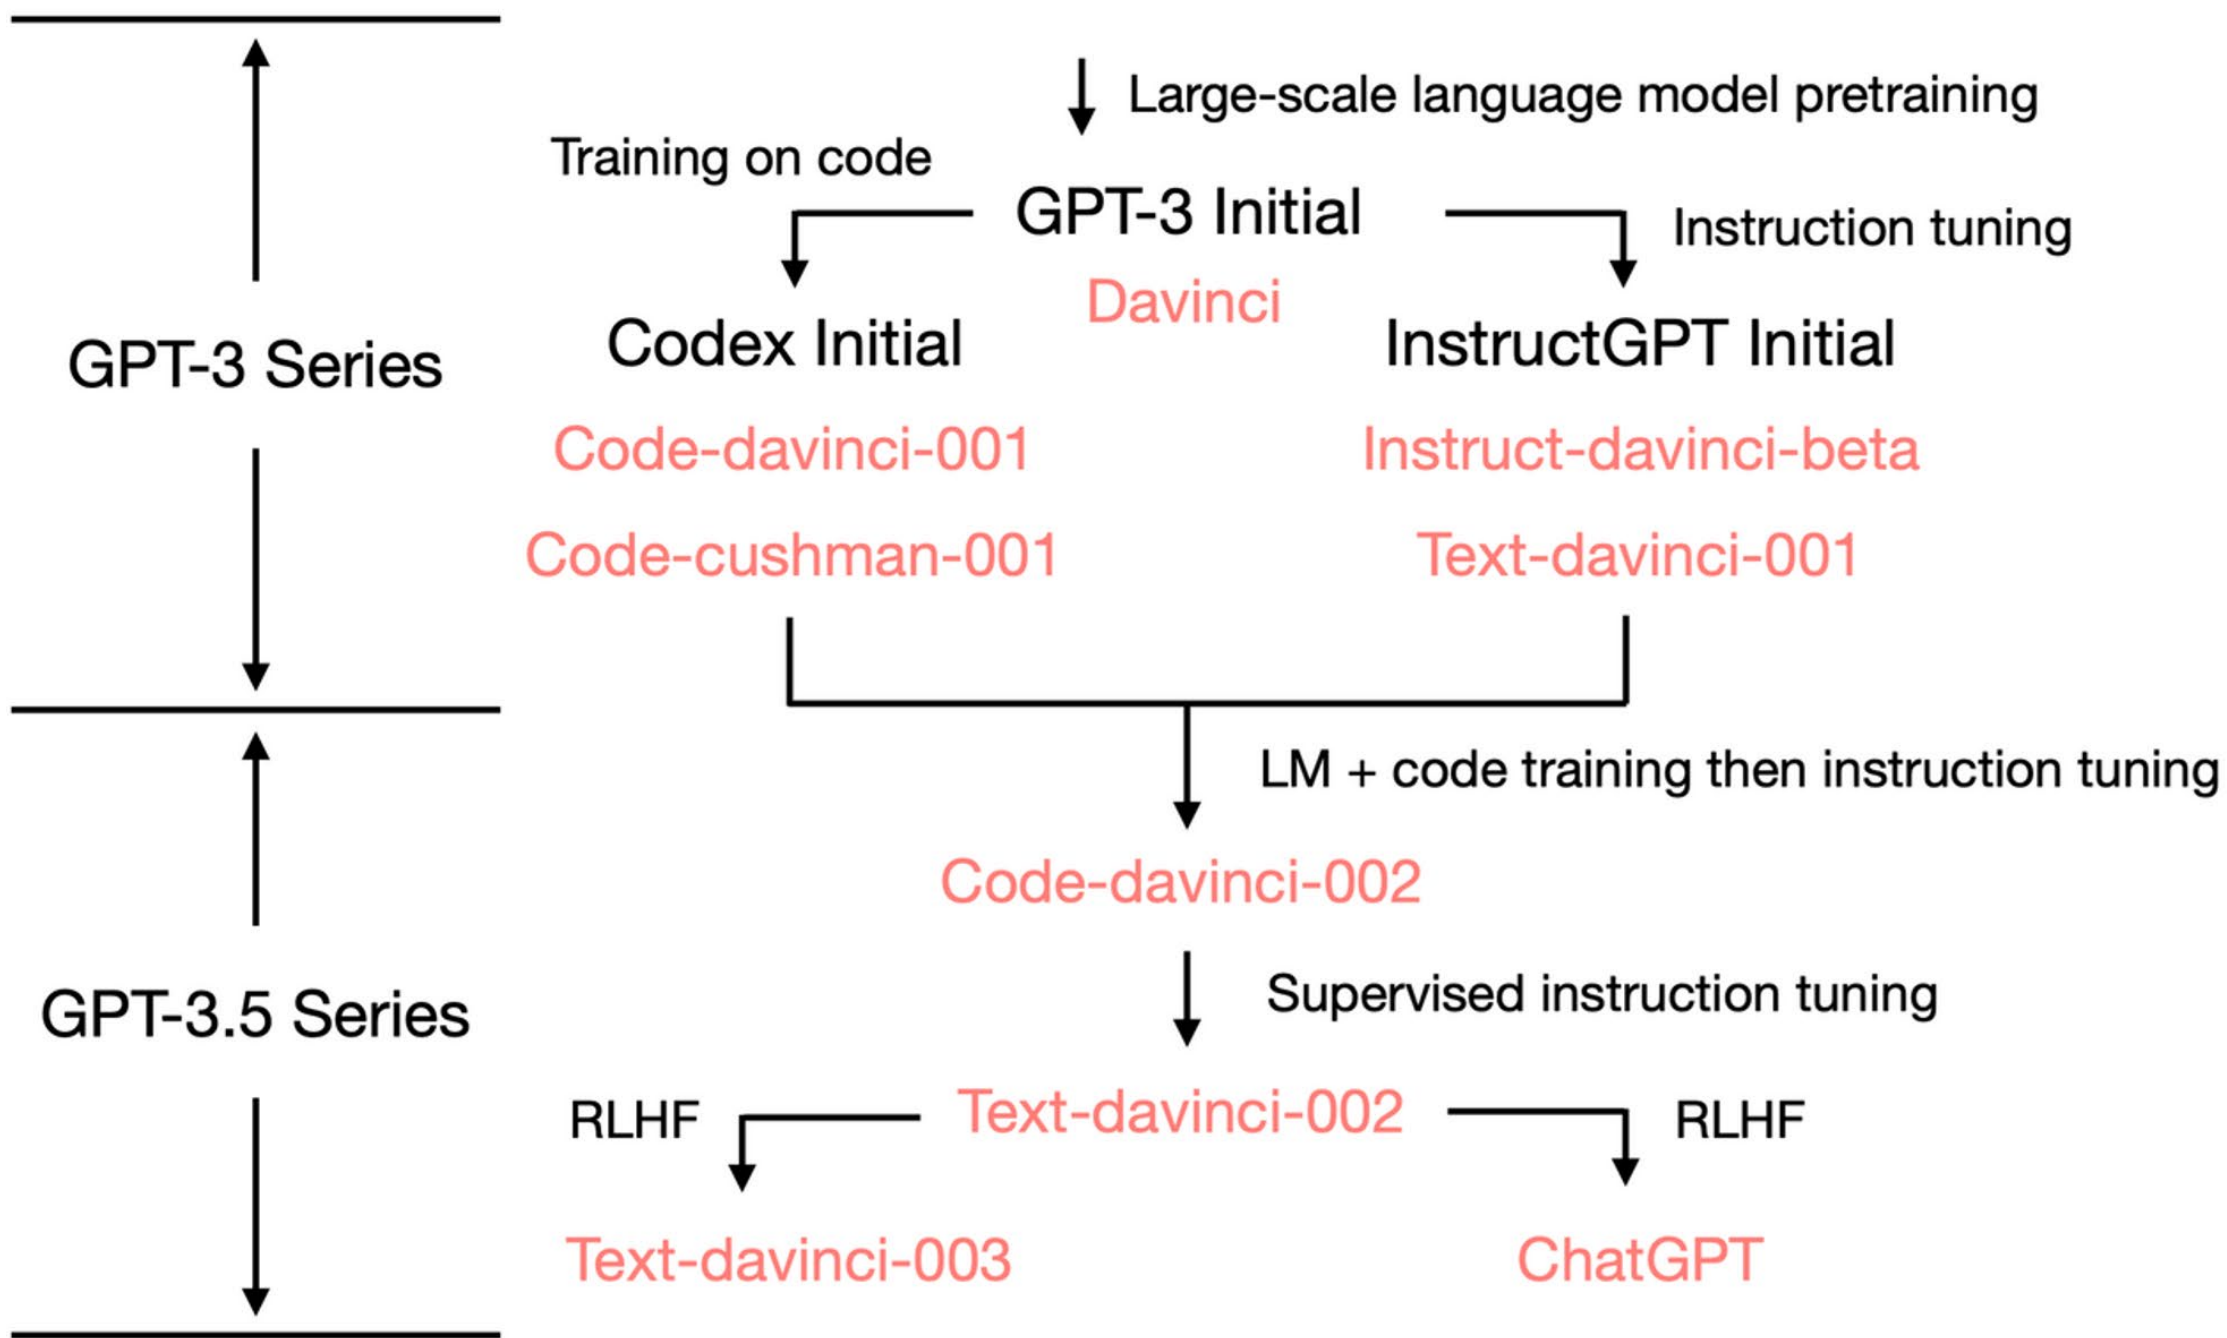 Large-scale language model pretraining
Training on code
GPT-3 Initial
Instruction tuning
Davinci
Codex Initial
InstructGPT Initial
GPT-3 Series
Code-davinci-001
Instruct-davinci-beta
Code-cushman-001
Text-davinci-001
LM + code training then instruction tuning
Code-davinci-002
Supervised instruction tuning
GPT-3.5 Series
RLHF
Text-davinci-002
RLHF
Text-davinci-003
ChatGPT